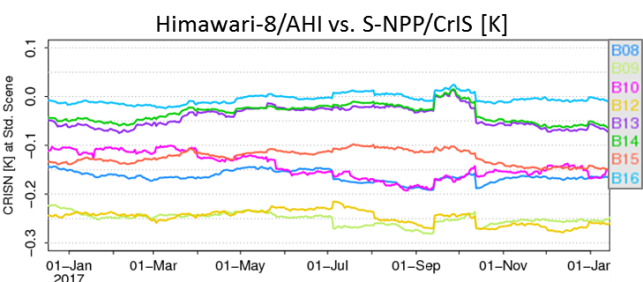 Himawari-8/AHI vs. S-NPP/CrIS [K]
CRISN [K] at Std. Scene
0.1
0.0
−0.1
−0.2
−0.3
B08
B09
B10
B12
B13
B14
B15
B16
01−Jan 01−Mar 01−May 01−Jul 01−Sep 01−Nov 01−Jan
2017